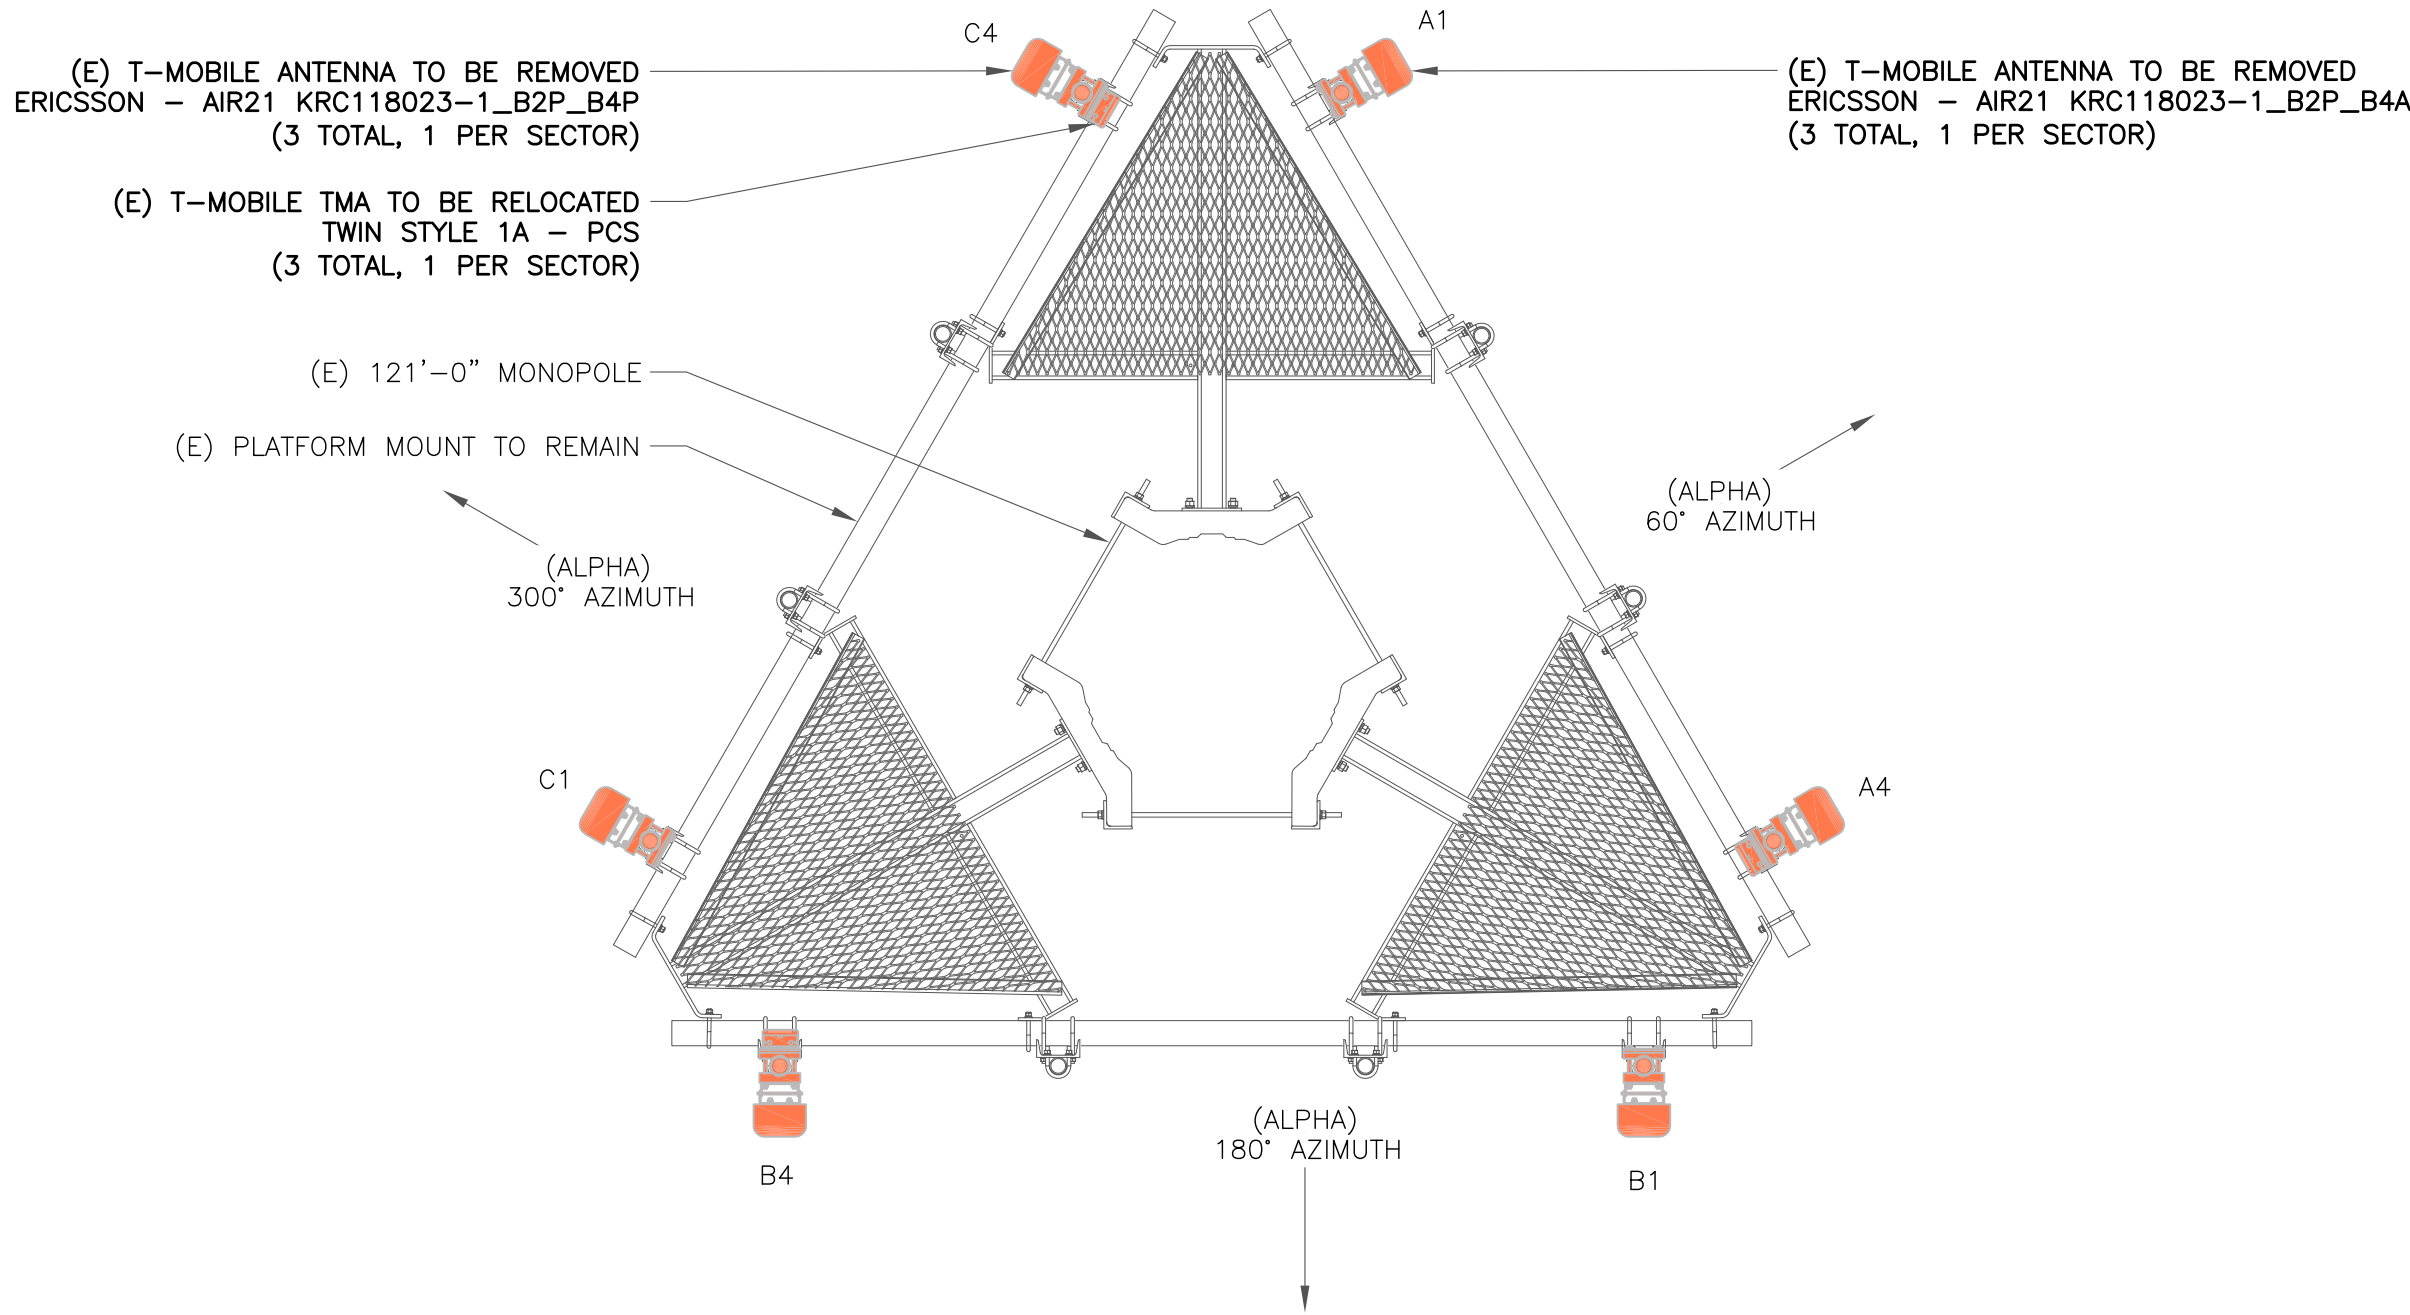 C4
A1
(E) T-MOBILE ANTENNA TO BE REMOVED
ERICSSON - AIR21 KRC118023-1_B2P_B4P
(3 TOTAL, 1 PER SECTOR)
(E) T-MOBILE ANTENNA TO BE REMOVED
ERICSSON - AIR21 KRC118023-1_B2P_B4A
(3 TOTAL, 1 PER SECTOR)
(E) T-MOBILE TMA TO BE RELOCATED
TWIN STYLE 1A - PCS
(3 TOTAL, 1 PER SECTOR)
(E) 121'-0" MONOPOLE
(E) PLATFORM MOUNT TO REMAIN
(ALPHA)
60° AZIMUTH
(ALPHA)
300° AZIMUTH
C1
A4
(ALPHA)
180° AZIMUTH
B4
B1